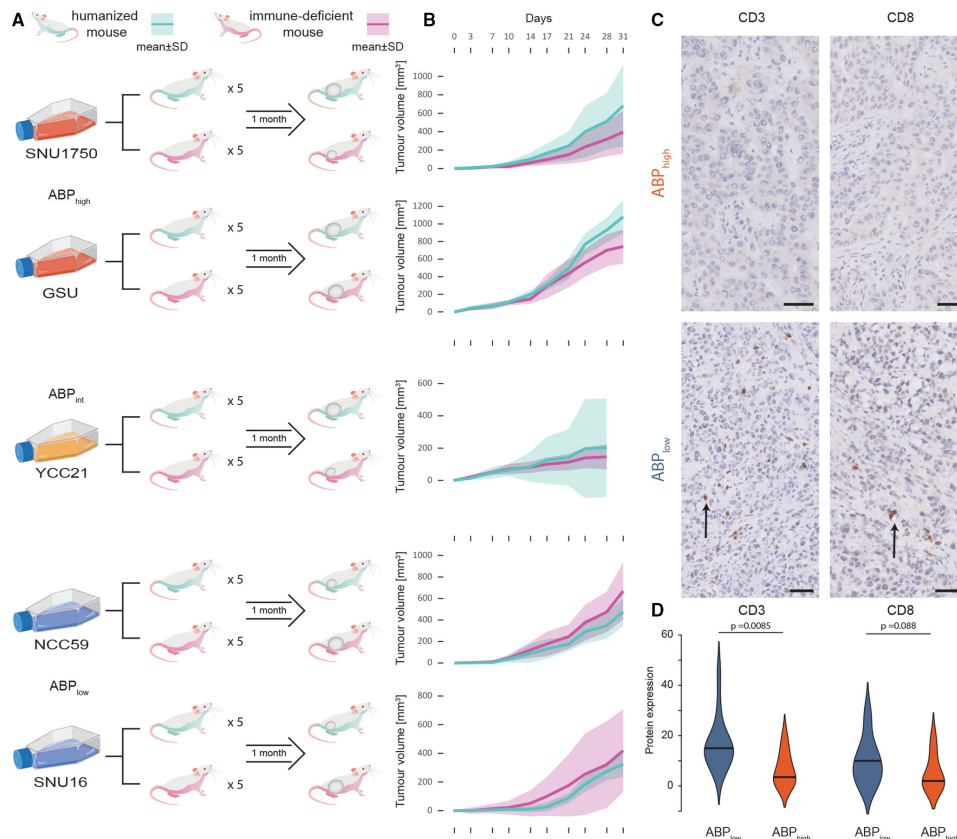 A
humanized
mouse
mean±SD
immune-deficient
mouse
mean±SD
B
Days
0 3 7 10 14 17 21 24 28 31
C
CD3
CD8
SNU1750
x 5
x 5
1 month
Tumour volume [mm³]
1000
800
600
400
200
0
ABPhigh
GSU
x 5
x 5
1 month
Tumour volume [mm³]
1200
1000
800
600
400
200
0
ABPint
YCC21
x 5
x 5
1 month
Tumour volume [mm³]
600
400
200
0
NCC59
x 5
x 5
1 month
Tumour volume [mm³]
1000
800
600
400
200
0
ABPlow
SNU16
x 5
x 5
1 month
Tumour volume [mm³]
800
600
400
200
0
ABPhigh
ABPlow
D
CD3
CD8
p =0.0085
p =0.088
Protein expression
60
40
20
0
ABPlow
ABPhigh
ABPlow
ABPhigh